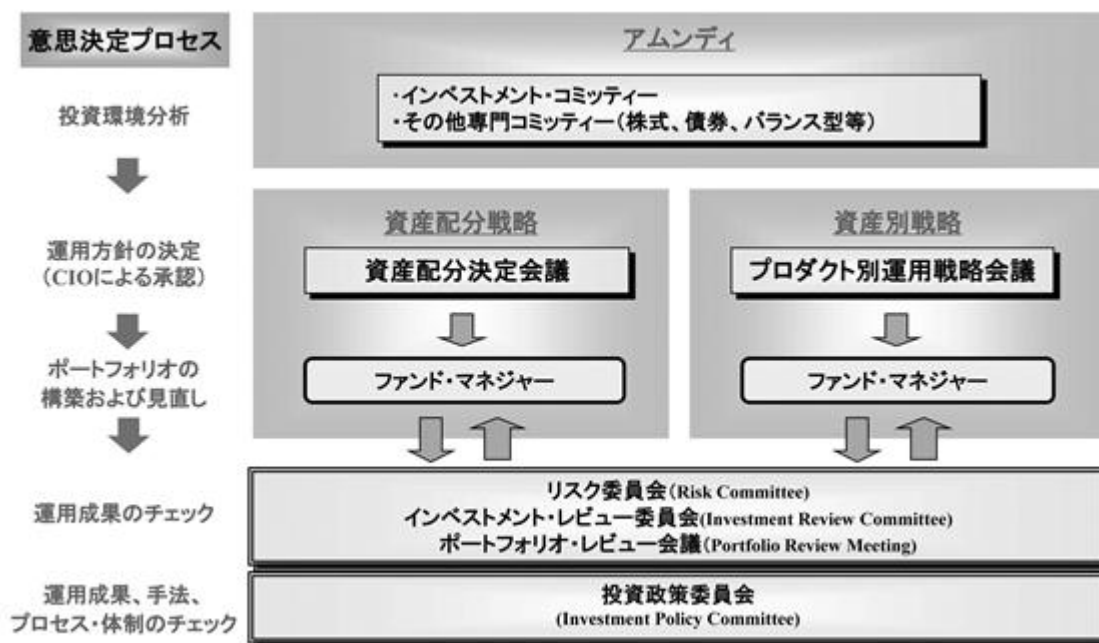 意思決定プロセス
アムンディ
投資環境分析
・インベストメント・コミッティー
・その他専門コミッティー（株式、債券、バランス型等）
運用方針の決定
（CIOによる承認）
資産配分戦略
資産配分決定会議
資産別戦略
プロダクト別運用戦略会議
ポートフォリオの
構築および見直し
ファンド・マネジャー
ファンド・マネジャー
運用成果のチェック
リスク委員会（Risk Committee）
インベストメント・レビュー委員会(Investment Review Committee)
ポートフォリオ・レビュー会議（Portfolio Review Meeting）
運用成果、手法、
プロセス・体制のチェック
投資政策委員会
(Investment Policy Committee)